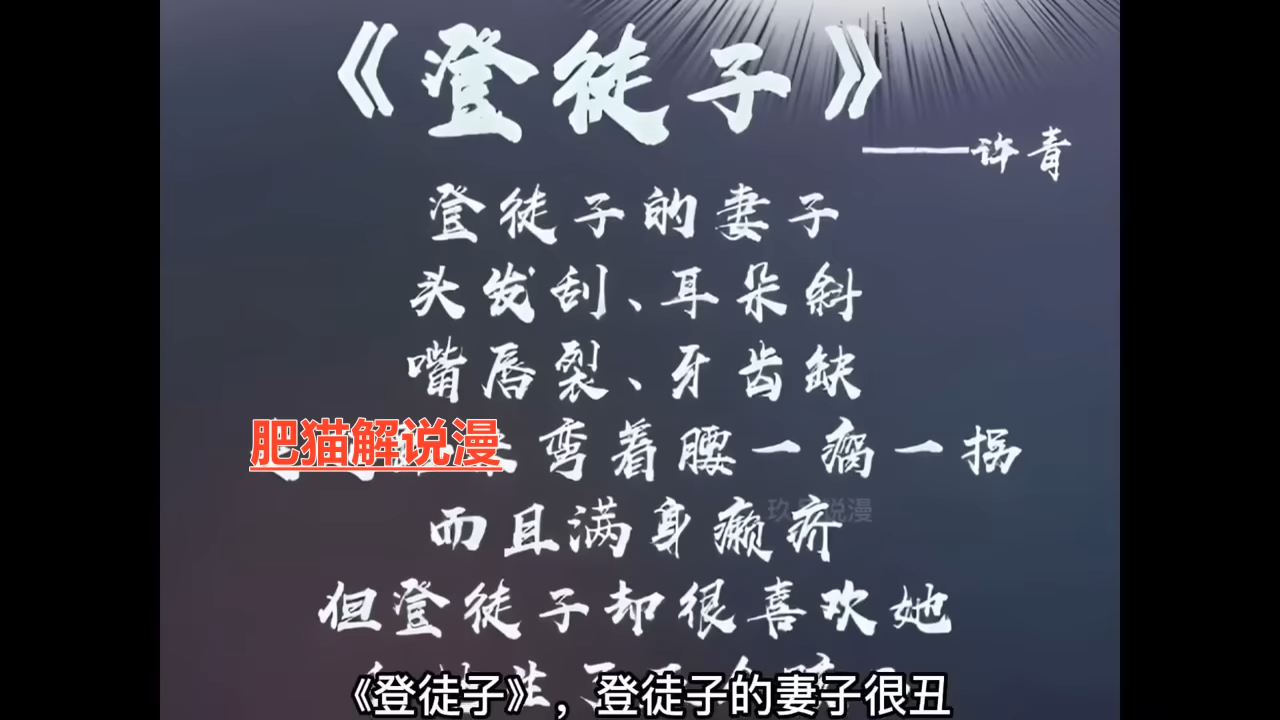 《登徒子》
——许青
登徒子的妻子
头发刮、耳朵斜
嘴唇裂、牙齿缺
肥猫解说漫
弯着腰一瘸一拐
说漫
而且满身癞疥
但登徒子却很喜欢她
《登徒子》，登徒子的妻子很丑